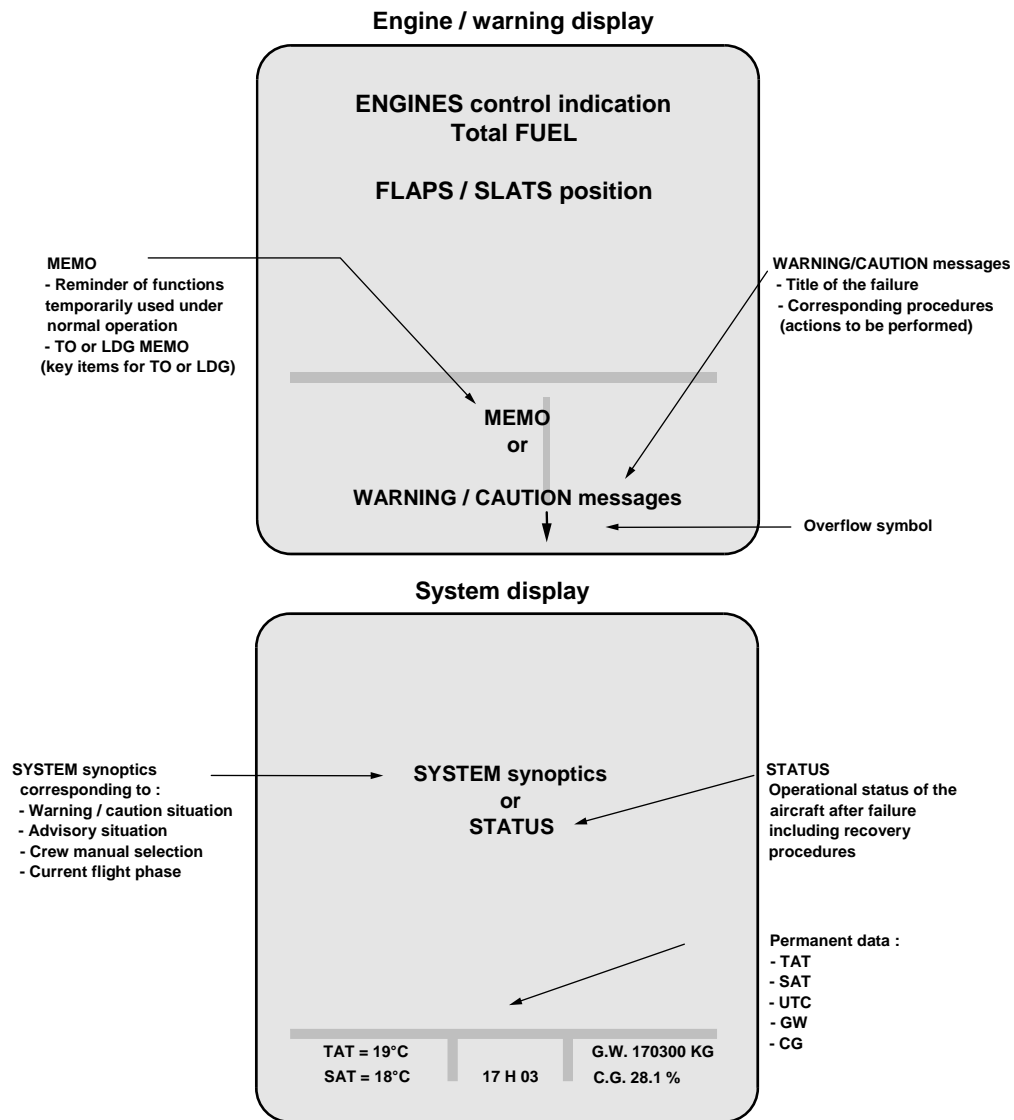 Engine / warning display
ENGINES control indication
Total FUEL
FLAPS / SLATS position
MEMO
- Reminder of functions
temporarily used under
normal operation
- TO or LDG MEMO
(key items for TO or LDG)
WARNING/CAUTION messages
- Title of the failure
- Corresponding procedures
(actions to be performed)
MEMO
or
WARNING / CAUTION messages
Overflow symbol
System display
SYSTEM synoptics
corresponding to :
- Warning / caution situation
- Advisory situation
- Crew manual selection
- Current flight phase
SYSTEM synoptics
or
STATUS
STATUS
Operational status of the
aircraft after failure
including recovery
procedures
Permanent data :
- TAT
- SAT
- UTC
- GW
- CG
TAT = 19°C
G.W. 170300 KG
SAT = 18°C
17 H 03
C.G. 28.1 %